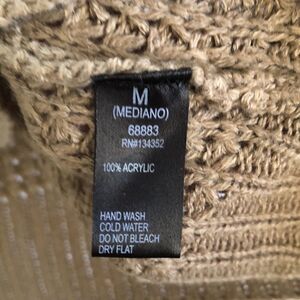 M
(MEDIANO)
68883
RN#134352
100% ACRYLIC
HAND WASH
COLD WATER
DO NOT BLEACH
DRY FLAT